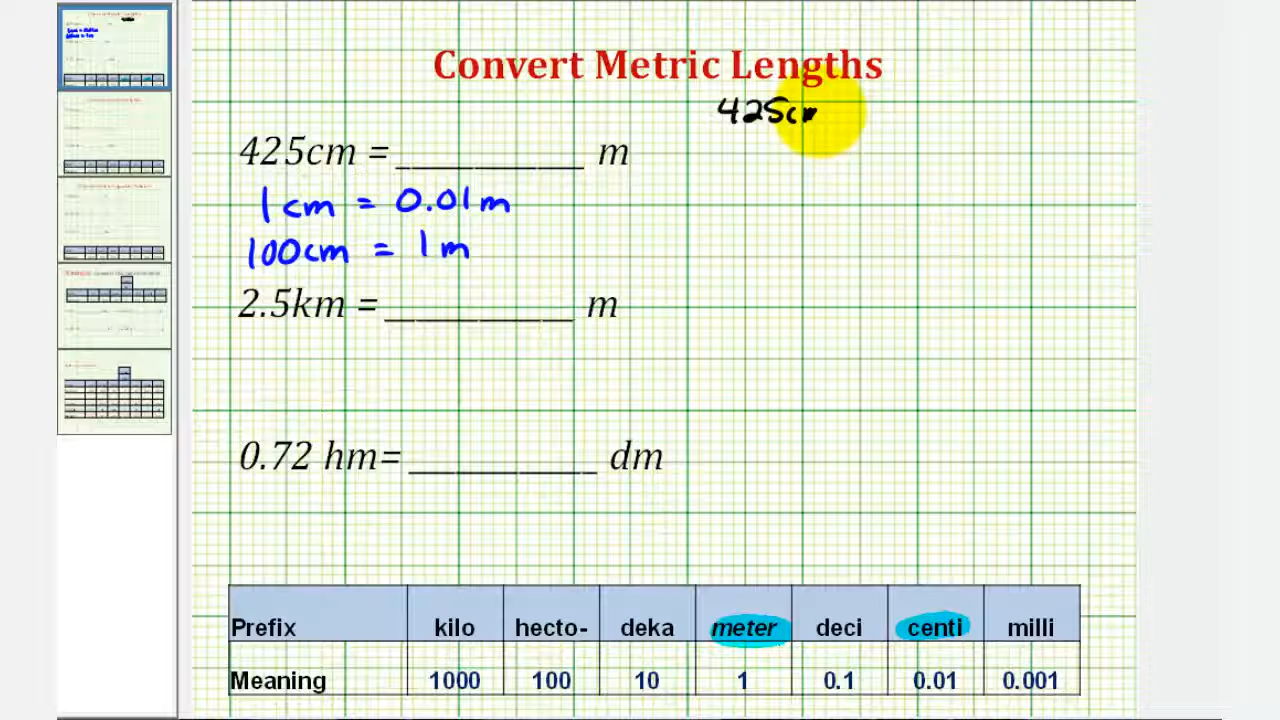 Convert Metric Lengths
425cm
425cm = __________ m
1cm = 0.01m
100cm = 1m
2.5km = __________ m
0.72 hm= __________ dm
Prefix kilo hecto- deka meter deci centi milli
Meaning 1000 100 10 1 0.1 0.01 0.001